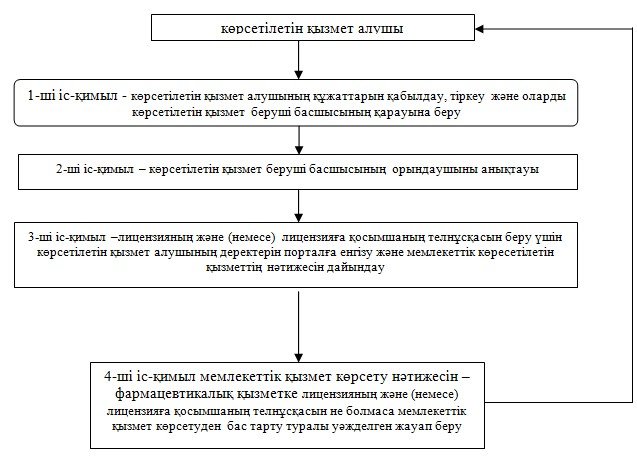 көрсетілетін қызмет алушы
1-ші іс-қимыл - көрсетілетін қызмет алушының құжаттарын қабылдау, тіркеу және оларды
көрсетілетін қызмет беруші басшысының қарауына беру
2-ші іс-қимыл – көрсетілетін қызмет беруші басшысының орындаушыны анықтауы
3-ші іс-қимыл –лицензияның және (немесе) лицензияға қосымшаның телнұсқасын беру үшін
көрсетілетін қызмет алушының деректерін порталға енгізу және мемлекеттік көресетілетін
қызметтің нәтижесін дайындау
4-ші іс-қимыл мемлекеттік қызмет көрсету нәтижесін –
фармацевтикалық қызметке лицензияның және (немесе)
лицензияға қосымшаның телнұсқасын не болмаса мемлекеттік
қызмет көрсетуден бас тарту туралы уәжделген жауап беру